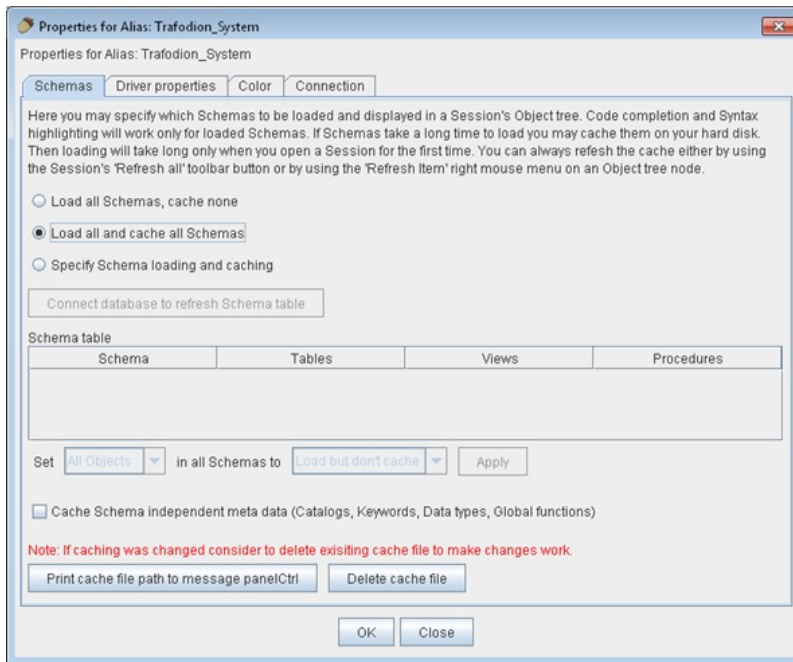 Properties for Alias: Trafodion_System
Properties for Alias: Trafodion_System
Schemas Driver properties Color Connection
Here you may specify which Schemas to be loaded and displayed in a Session's Object tree. Code completion and Syntax
highlighting will work only for loaded Schemas. If Schemas take a long time to load you may cache them on your hard disk.
Then loading will take long only when you open a Session for the first time. You can always refesh the cache either by using
the Session's 'Refresh all' toolbar button or by using the 'Refresh Item' right mouse menu on an Object tree node.
Load all Schemas, cache none
Load all and cache all Schemas
Specify Schema loading and caching
Connect database to refresh Schema table
Schema table
Schema Tables Views Procedures
Set All Objects in all Schemas to Load but don't cache Apply
Cache Schema independent meta data (Catalogs, Keywords, Data types, Global functions)
Note: If caching was changed consider to delete exisiting cache file to make changes work.
Print cache file path to message panelCtrl Delete cache file
OK Close